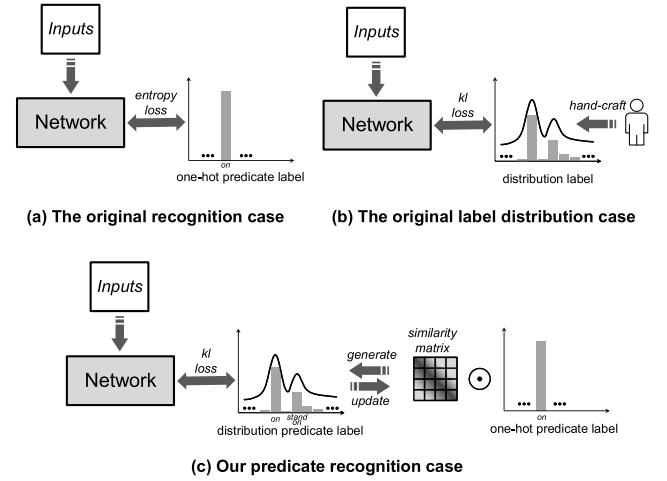 Inputs
Network
entropy
loss
•••
•••
on
one-hot predicate label
(a) The original recognition case
Inputs
Network
kl
loss
•••
•••
hand-craft
distribution label
(b) The original label distribution case
Inputs
Network
kl
loss
•••
•••
on
stand
on
distribution predicate label
generate
update
similarity
matrix
•••
•••
on
one-hot predicate label
(c) Our predicate recognition case